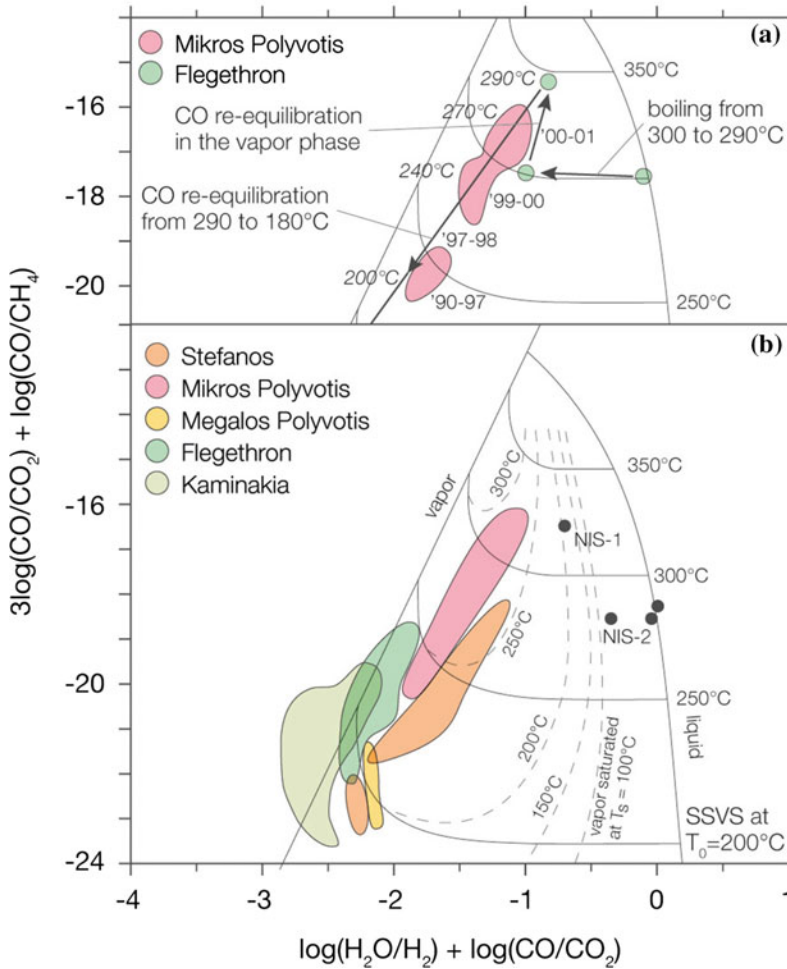 (a)
Mikros Polyvotis
Flegethron
350°C
290°C
CO re-equilibration
in the vapor phase
270°C
'00-01
boiling from
300 to 290°C
240°C
'99-00
CO re-equilibration
from 290 to 180°C
'97-98
200°C
'90-97
250°C
-16
-18
-20
3log(CO/CO₂) + log(CO/CH₄)
(b)
Stefanos
Mikros Polyvotis
Megalos Polyvotis
Flegethron
Kaminakia
vapor
300°C
350°C
NIS-1
300°C
NIS-2
250°C
250°C
200°C
150°C
vapor saturated
at Tₛ = 100°C
liquid
SSVS at
T₀=200°C
-16
-20
-24
-4
-3
-2
-1
0
1
log(H₂O/H₂) + log(CO/CO₂)